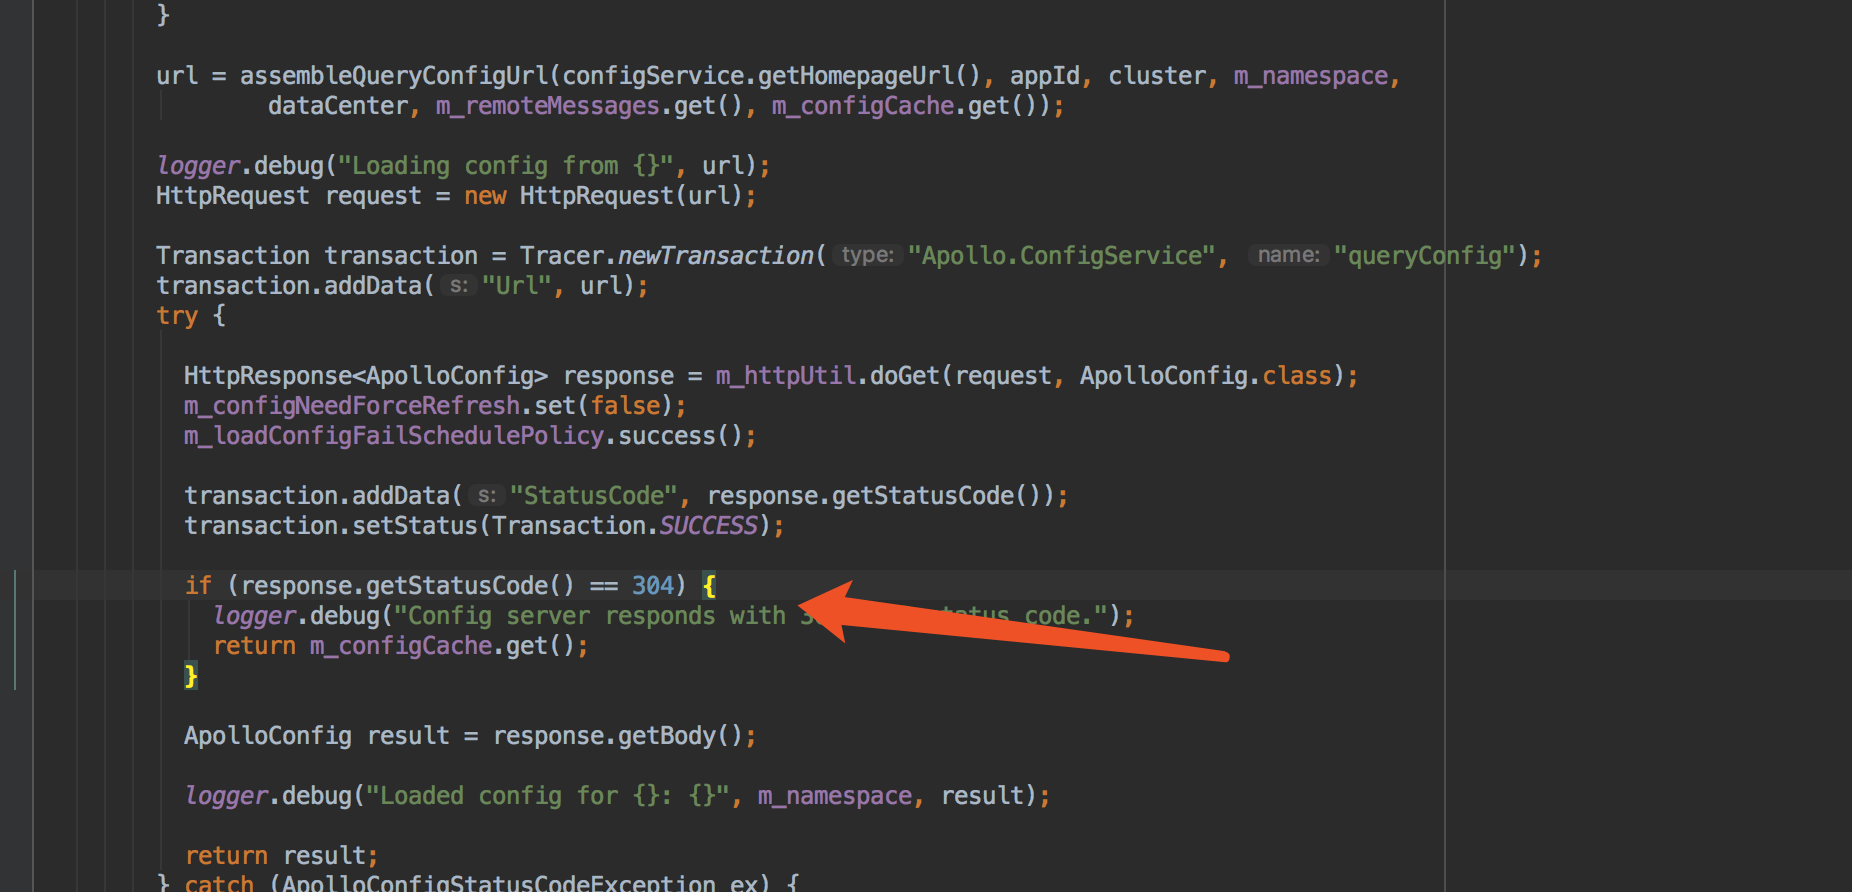 }
url = assembleQueryConfigUrl(configService.getHomepageUrl(), appId, cluster, m_namespace,
dataCenter, m_remoteMessages.get(), m_configCache.get());
logger.debug("Loading config from {}", url);
HttpRequest request = new HttpRequest(url);
Transaction transaction = Tracer.newTransaction( type: "Apollo.ConfigService", name: "queryConfig");
transaction.addData( s: "Url", url);
try {
HttpResponse<ApolloConfig> response = m_httpUtil.doGet(request, ApolloConfig.class);
m_configNeedForceRefresh.set(false);
m_loadConfigFailSchedulePolicy.success();
transaction.addData( s: "StatusCode", response.getStatusCode());
transaction.setStatus(Transaction.SUCCESS);
if (response.getStatusCode() == 304) {
logger.debug("Config server responds with status code.");
return m_configCache.get();
}
ApolloConfig result = response.getBody();
logger.debug("Loaded config for {}: {}", m_namespace, result);
return result;
} catch (ApolloConfigStatusCodeException ex) {